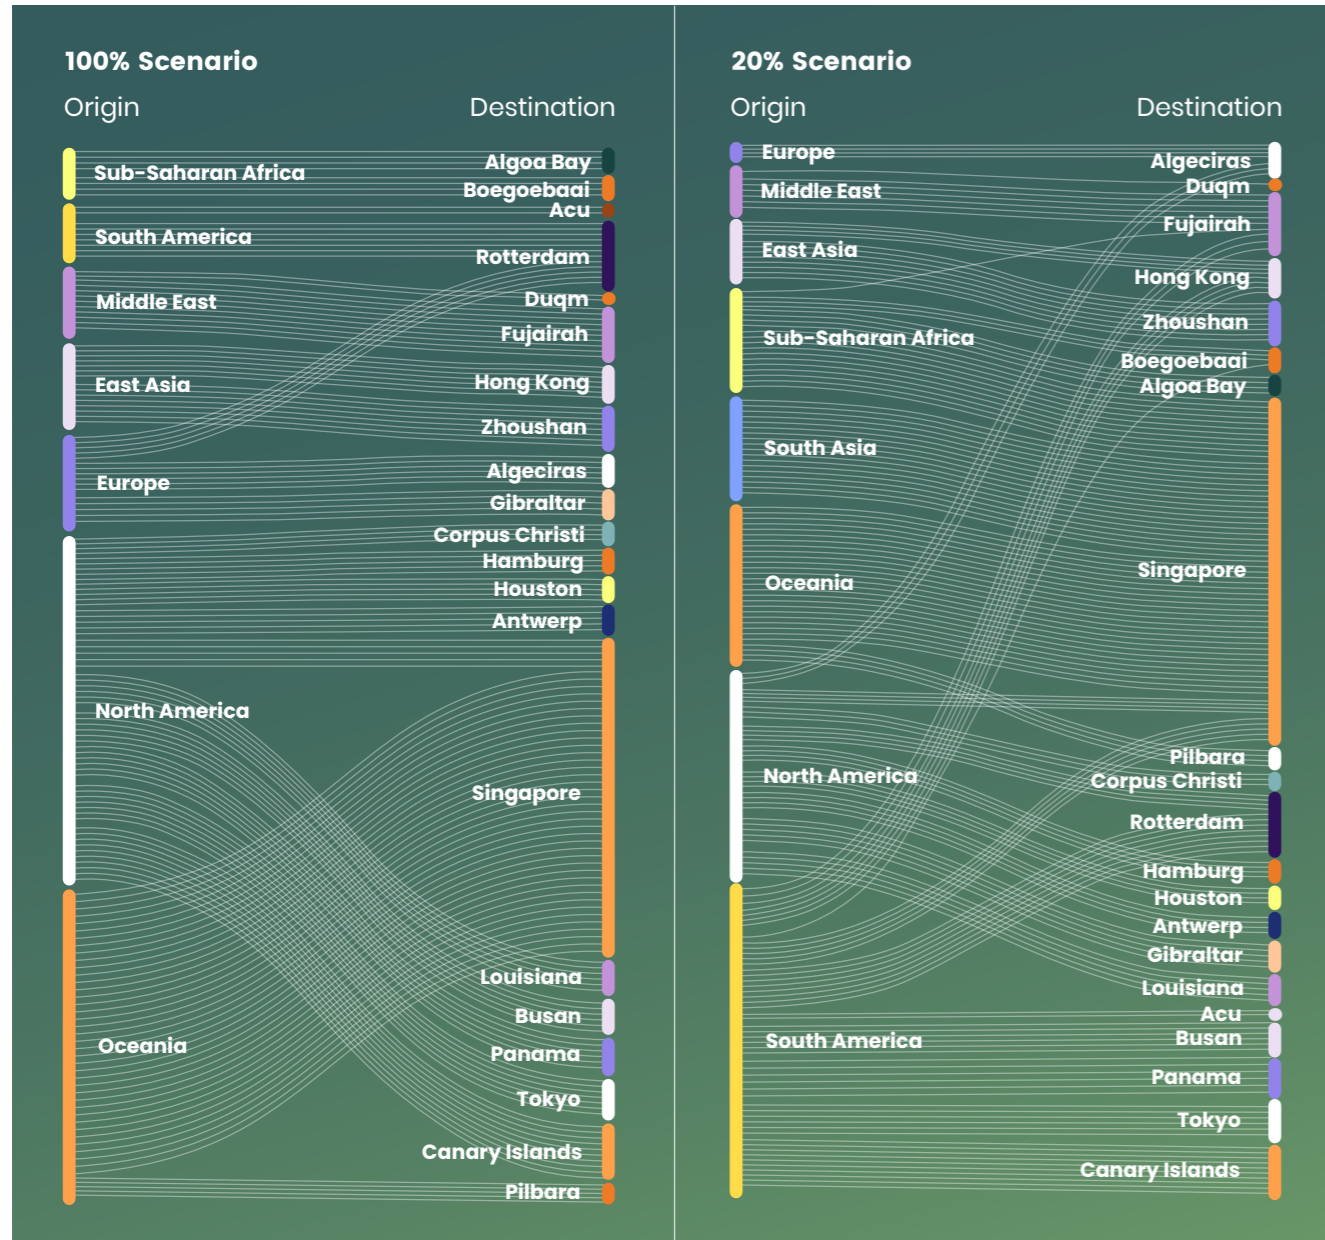 100% Scenario
Origin
Destination
Sub-Saharan Africa
South America
Middle East
East Asia
Europe
North America
Oceania
Algoa Bay
Boegoebaai
Acu
Rotterdam
Duqm
Fujairah
Hong Kong
Zhoushan
Algeciras
Gibraltar
Corpus Christi
Hamburg
Houston
Antwerp
Singapore
Louisiana
Busan
Panama
Tokyo
Canary Islands
Pilbara
20% Scenario
Origin
Destination
Europe
Middle East
East Asia
Sub-Saharan Africa
South Asia
Oceania
North America
South America
Algeciras
Duqm
Fujairah
Hong Kong
Zhoushan
Boegoebaai
Algoa Bay
Singapore
Pilbara
Corpus Christi
Rotterdam
Hamburg
Houston
Antwerp
Gibraltar
Louisiana
Acu
Busan
Panama
Tokyo
Canary Islands